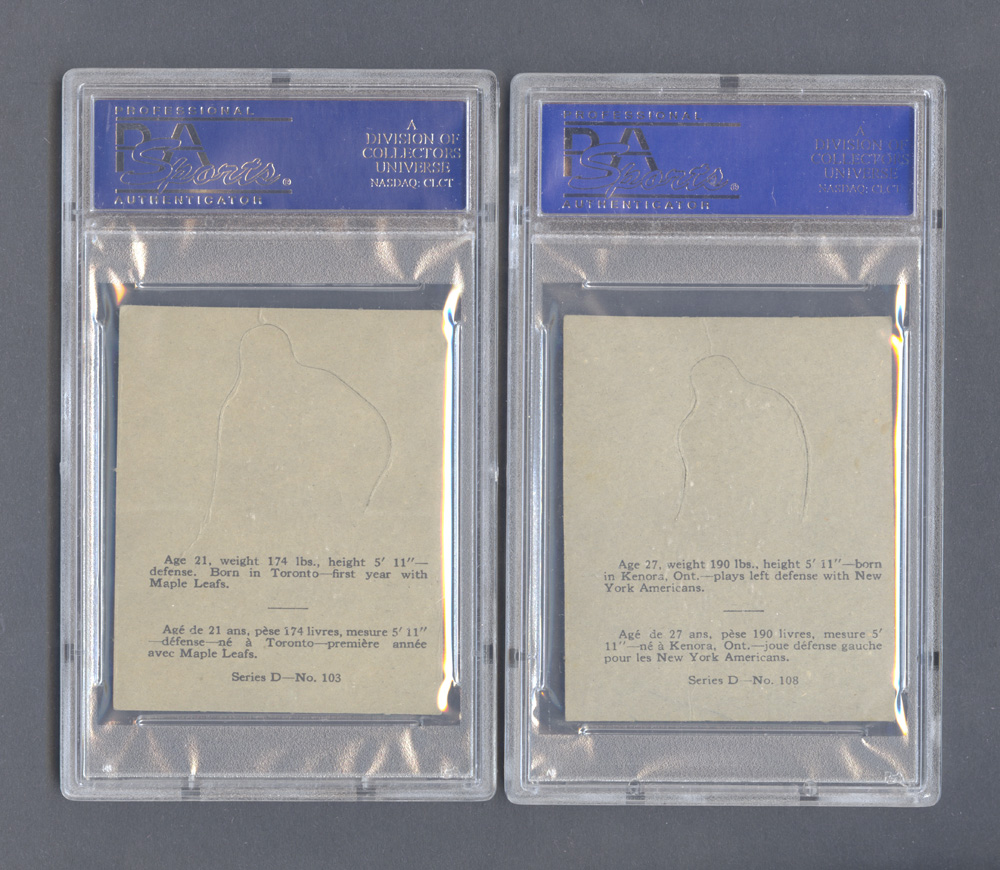 PROFESSIONAL
PSA
Sports®
AUTHENTICATOR
A
DIVISION OF
COLLECTORS
UNIVERSE
NASDAQ: CLCT
Age 21, weight 174 lbs., height 5' 11"—
defense. Born in Toronto—first year with
Maple Leafs.
Agé de 21 ans, pèse 174 livres, mesure 5' 11"
—défense—né à Toronto—première année
avec Maple Leafs.
Series D—No. 103
PROFESSIONAL
PSA
Sports®
AUTHENTICATOR
A
DIVISION OF
COLLECTORS
UNIVERSE
NASDAQ: CLCT
Age 27, weight 190 lbs., height 5' 11"—born
in Kenora, Ont.—plays left defense with New
York Americans.
Agé de 27 ans, pèse 190 livres, mesure 5'
11"—né à Kenora, Ont.—joue défense gauche
pour les New York Americans.
Series D—No. 108